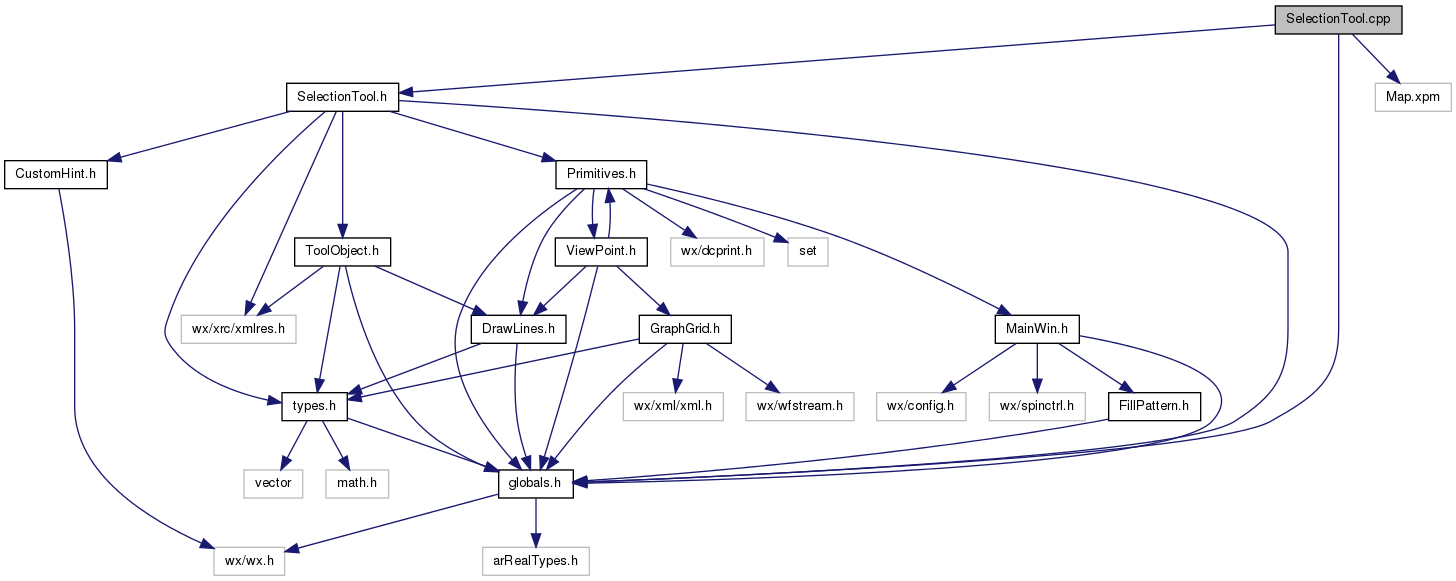 SelectionTool.cpp
SelectionTool.h
Map.xpm
CustomHint.h
Primitives.h
ToolObject.h
ViewPoint.h
wx/dcprint.h
set
wx/xrc/xmlres.h
DrawLines.h
GraphGrid.h
MainWin.h
types.h
wx/xml/xml.h
wx/wfstream.h
wx/config.h
wx/spinctrl.h
FillPattern.h
vector
math.h
globals.h
wx/wx.h
arRealTypes.h